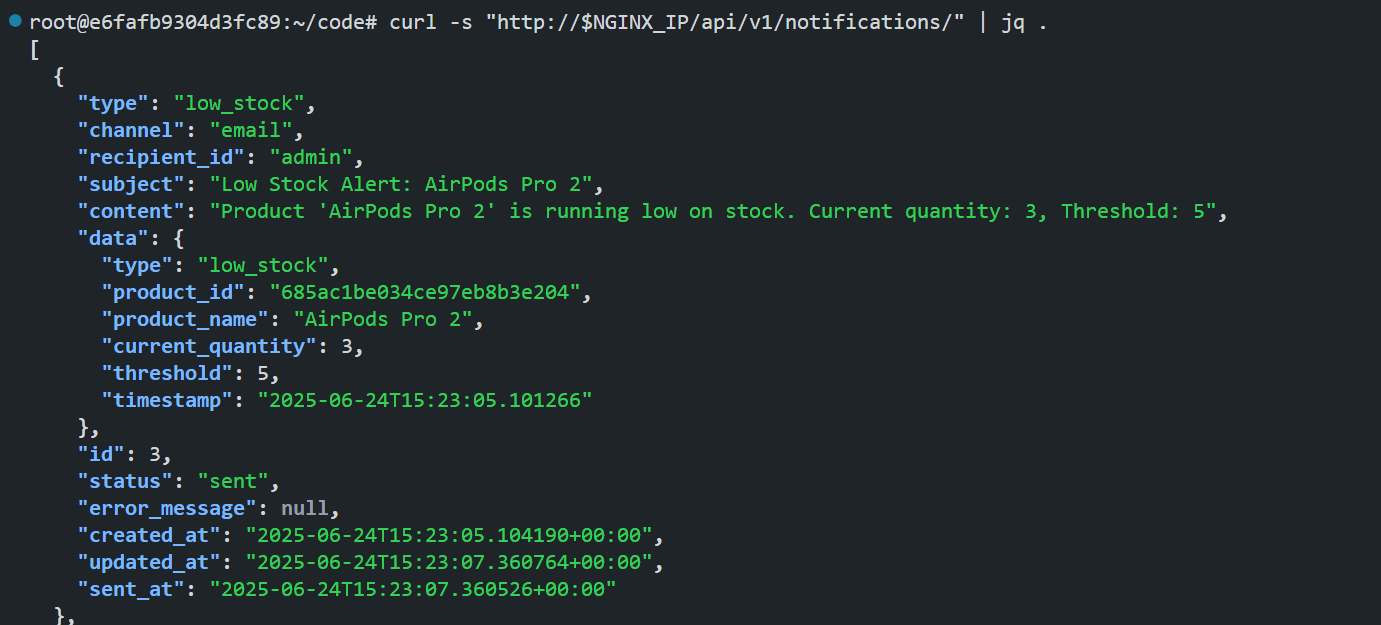 root@e6fafb9304d3fc89:~/code# curl -s "http://$NGINX_IP/api/v1/notifications/" | jq .
[
  {
    "type": "low_stock",
    "channel": "email",
    "recipient_id": "admin",
    "subject": "Low Stock Alert: AirPods Pro 2",
    "content": "Product 'AirPods Pro 2' is running low on stock. Current quantity: 3, Threshold: 5",
    "data": {
      "type": "low_stock",
      "product_id": "685ac1be034ce97eb8b3e204",
      "product_name": "AirPods Pro 2",
      "current_quantity": 3,
      "threshold": 5,
      "timestamp": "2025-06-24T15:23:05.101266"
    },
    "id": 3,
    "status": "sent",
    "error_message": null,
    "created_at": "2025-06-24T15:23:05.104190+00:00",
    "updated_at": "2025-06-24T15:23:07.360764+00:00",
    "sent_at": "2025-06-24T15:23:07.360526+00:00"
  },